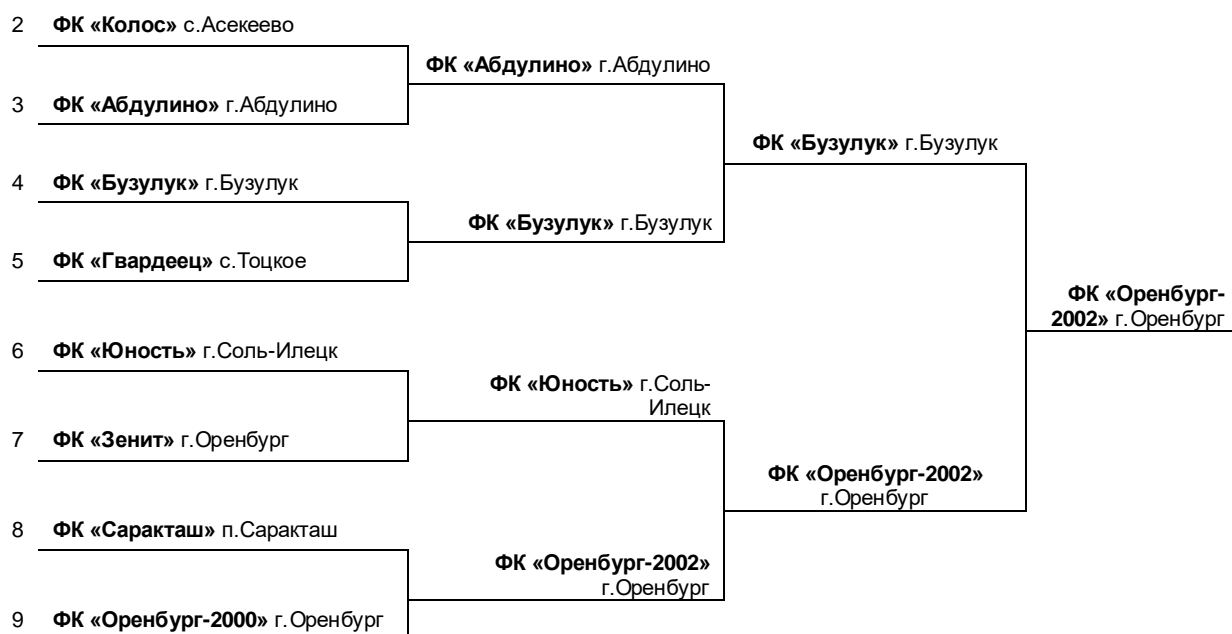 2 ФК «Колос» с.Асекеево
ФК «Абдулино» г.Абдулино
3 ФК «Абдулино» г.Абдулино
ФК «Бузулук» г.Бузулук
4 ФК «Бузулук» г.Бузулук
ФК «Бузулук» г.Бузулук
5 ФК «Гвардеец» с.Тоцкое
ФК «Оренбург-
2002» г.Оренбург
6 ФК «Юность» г.Соль-Илецк
ФК «Юность» г.Соль-
Илецк
7 ФК «Зенит» г.Оренбург
ФК «Оренбург-2002»
г.Оренбург
8 ФК «Саракташ» п.Саракташ
ФК «Оренбург-2002»
г.Оренбург
9 ФК «Оренбург-2000» г.Оренбург